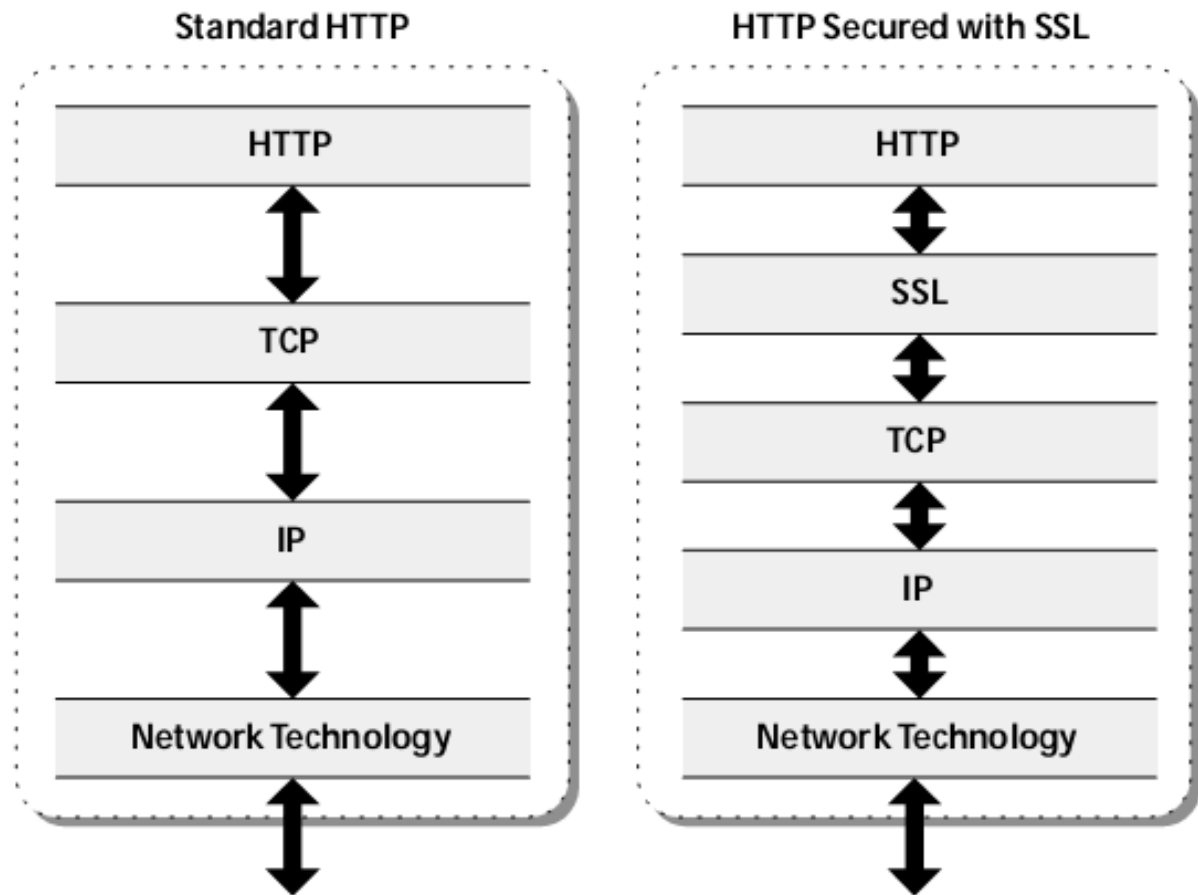 Standard HTTP
HTTP
TCP
IP
Network Technology
HTTP Secured with SSL
HTTP
SSL
TCP
IP
Network Technology